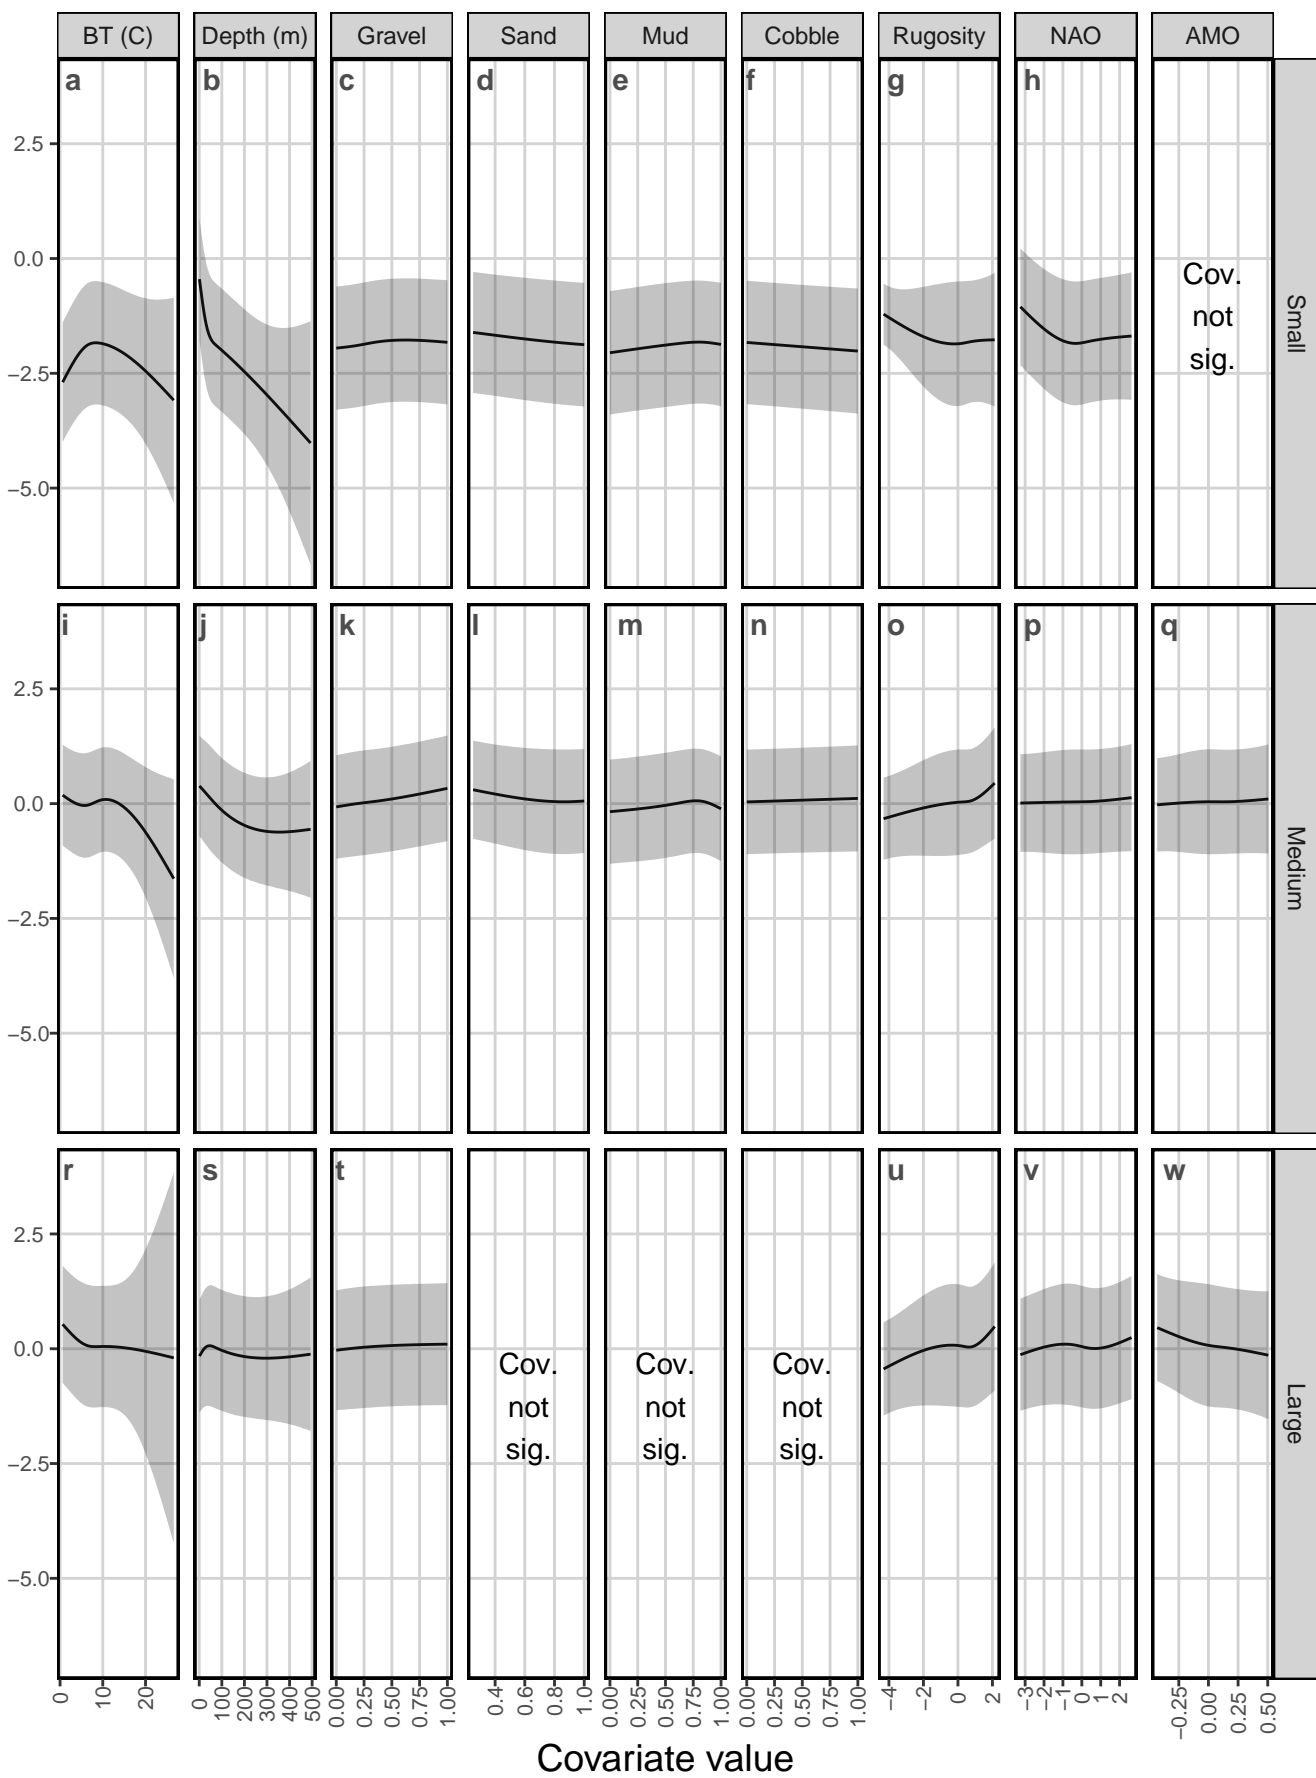 BT (C) Depth (m) Gravel Sand Mud Cobble Rugosity NAO AMO
a b c d e f g h
2.5
0.0
−2.5
−5.0
Cov.
not
sig.
Small
i j k l m n o p q
2.5
0.0
−2.5
−5.0
Medium
r s t u v w
2.5
0.0
−2.5
−5.0
Cov. Cov. Cov.
not not not
sig. sig. sig.
Large
0 10 20 0 100 200 300 400 500 0.00 0.25 0.50 0.75 1.00 0.4 0.6 0.8 1.0 0.00 0.25 0.50 0.75 1.00 0.00 0.25 0.50 0.75 1.00 −4 −2 0 2 −3 −2 −1 0 1 2 −0.25 0.00 0.25 0.50
Covariate value